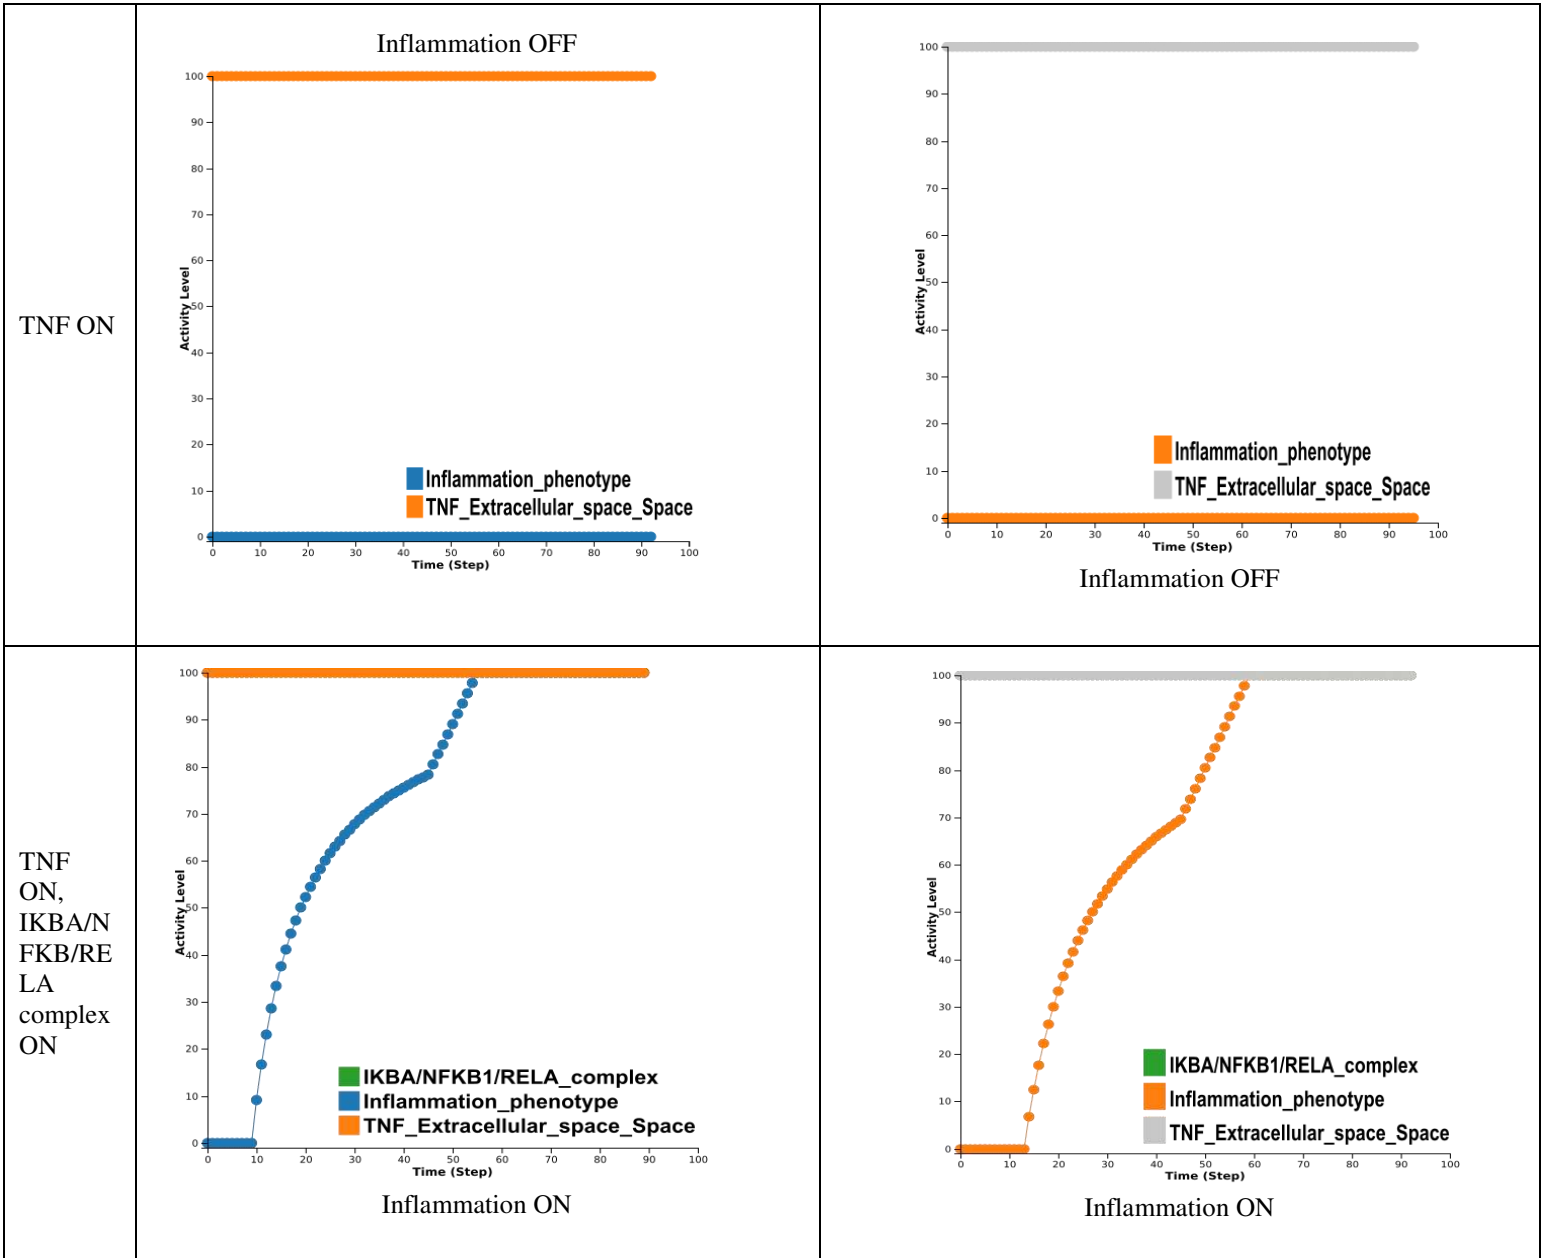 TNF ON
Inflammation OFF
100
90
80
70
60
50
40
30
20
10
0
Activity Level
0 10 20 30 40 50 60 70 80 90 100
Time (Step)
Inflammation_phenotype
TNF_Extracellular_space_Space
100
90
80
70
60
50
40
30
20
10
0
Activity Level
0 10 20 30 40 50 60 70 80 90 100
Time (Step)
Inflammation_phenotype
TNF_Extracellular_space_Space
Inflammation OFF
TNF
ON,
IKBA/N
FKB/RE
LA
complex
ON
100
90
80
70
60
50
40
30
20
10
0
Activity Level
0 10 20 30 40 50 60 70 80 90 100
Time (Step)
IKBA/NFKB1/RELA_complex
Inflammation_phenotype
TNF_Extracellular_space_Space
Inflammation ON
100
90
80
70
60
50
40
30
20
10
0
Activity Level
0 10 20 30 40 50 60 70 80 90 100
Time (Step)
IKBA/NFKB1/RELA_complex
Inflammation_phenotype
TNF_Extracellular_space_Space
Inflammation ON